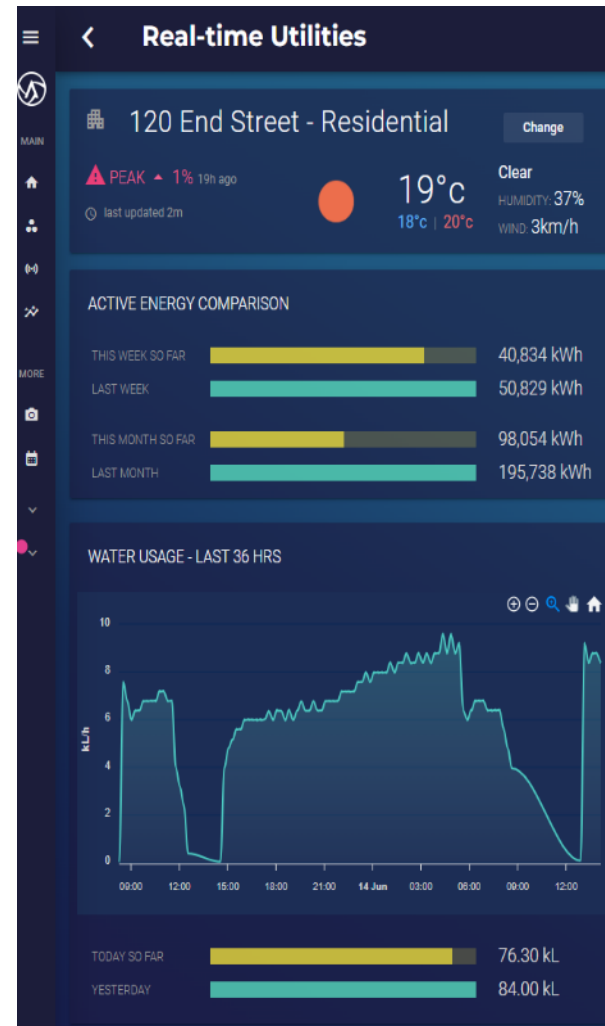 Real-time Utilities
MAIN
MORE
120 End Street - Residential
Change
PEAK 1% 19h ago
last updated 2m
19°c
18°c | 20°c
Clear
HUMIDITY: 37%
WIND: 3km/h
ACTIVE ENERGY COMPARISON
THIS WEEK SO FAR 40,834 kWh
LAST WEEK 50,829 kWh
THIS MONTH SO FAR 98,054 kWh
LAST MONTH 195,738 kWh
WATER USAGE - LAST 36 HRS
10
8
6
4
2
0
kL/h
09:00 12:00 15:00 18:00 21:00 14 Jun 03:00 06:00 09:00 12:00
TODAY SO FAR 76.30 kL
YESTERDAY 84.00 kL